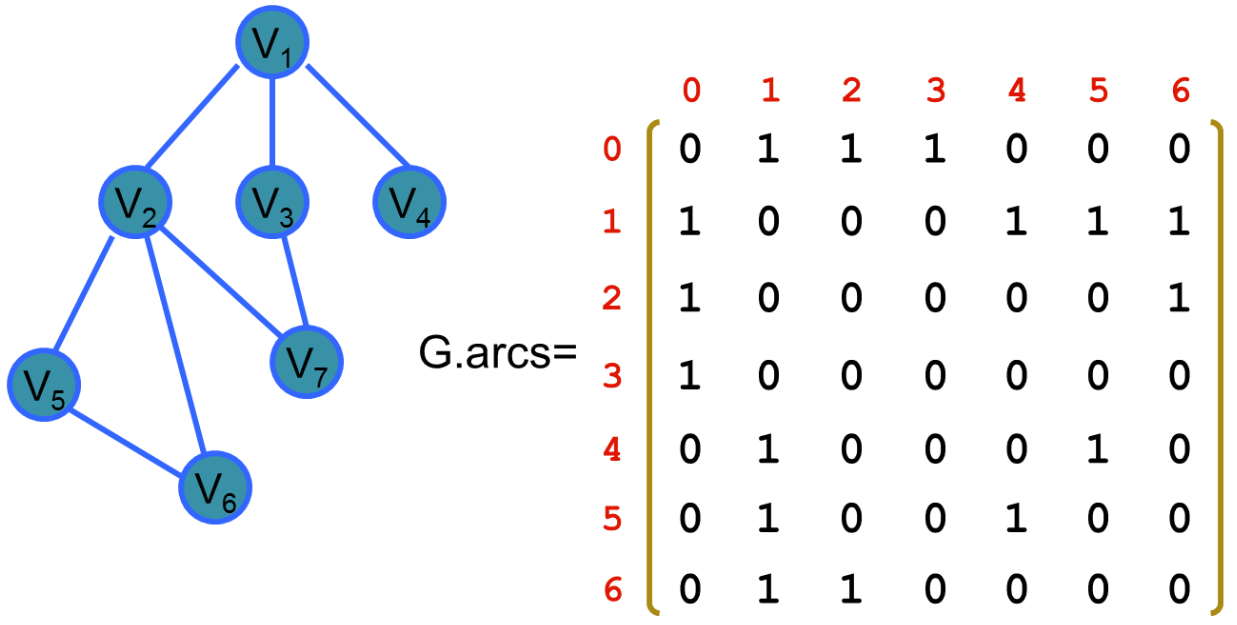 V1
V2 V3 V4
V5 V7
V6
G.arcs=
0 1 2 3 4 5 6
0 0 1 1 1 0 0 0
1 1 0 0 0 1 1 1
2 1 0 0 0 0 0 1
3 1 0 0 0 0 0 0
4 0 1 0 0 0 1 0
5 0 1 0 0 1 0 0
6 0 1 1 0 0 0 0